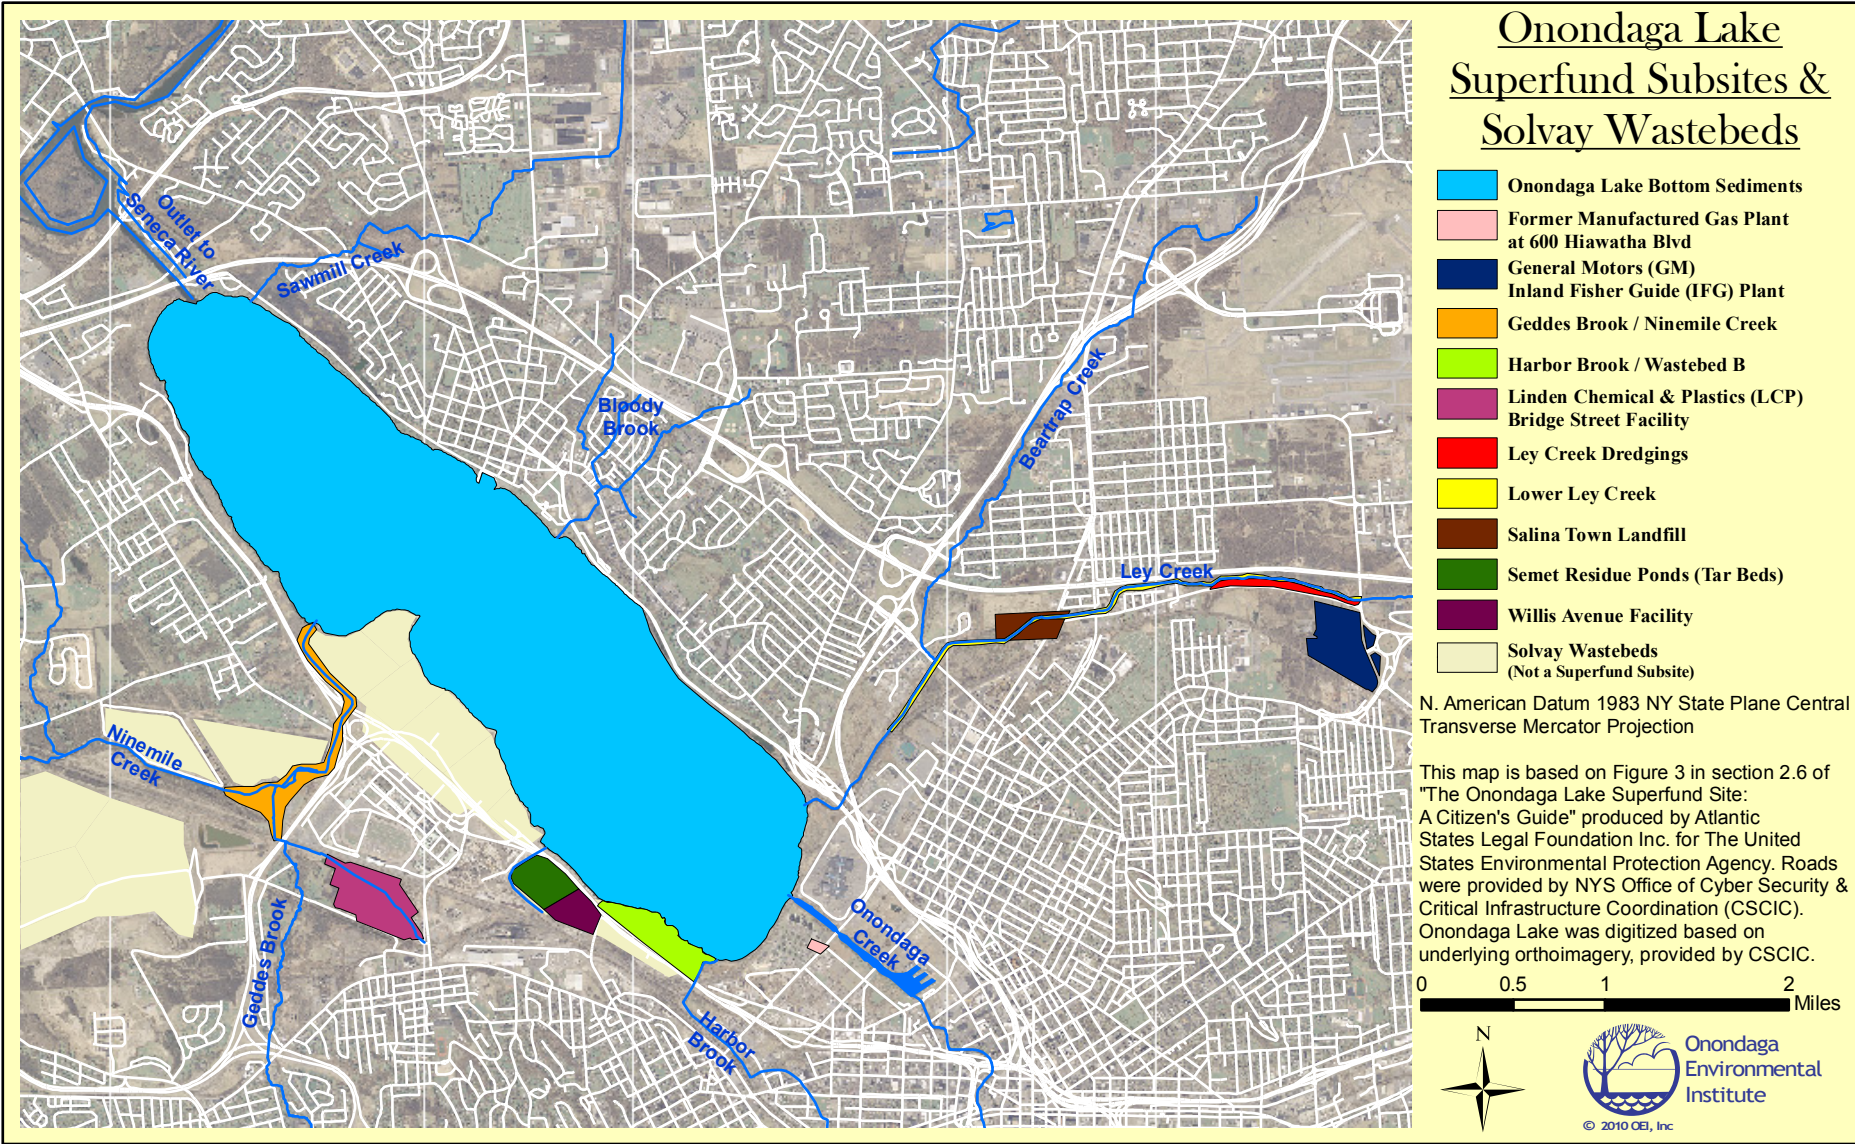 Onondaga Lake
Superfund Subsites &
Solvay Wastebeds
Onondaga Lake Bottom Sediments
Former Manufactured Gas Plant
at 600 Hiawatha Blvd
General Motors (GM)
Inland Fisher Guide (IFG) Plant
Geddes Brook / Ninemile Creek
Harbor Brook / Wastebed B
Linden Chemical & Plastics (LCP)
Bridge Street Facility
Ley Creek Dredgings
Lower Ley Creek
Salina Town Landfill
Semet Residue Ponds (Tar Beds)
Willis Avenue Facility
Solvay Wastebeds
(Not a Superfund Subsite)
N. American Datum 1983 NY State Plane Central
Transverse Mercator Projection
This map is based on Figure 3 in section 2.6 of
"The Onondaga Lake Superfund Site:
A Citizen's Guide" produced by Atlantic
States Legal Foundation Inc. for The United
States Environmental Protection Agency. Roads
were provided by NYS Office of Cyber Security &
Critical Infrastructure Coordination (CSCIC).
Onondaga Lake was digitized based on
underlying orthoimagery, provided by CSCIC.
0 0.5 1 2
Miles
N
Onondaga
Environmental
Institute
© 2010 OEI, Inc
Outlet to
Seneca River
Sawmill Creek
Bloody
Brook
Beartrap Creek
Ley Creek
Ninemile
Creek
Geddes Brook
Onondaga
Creek
Harbor
Brook